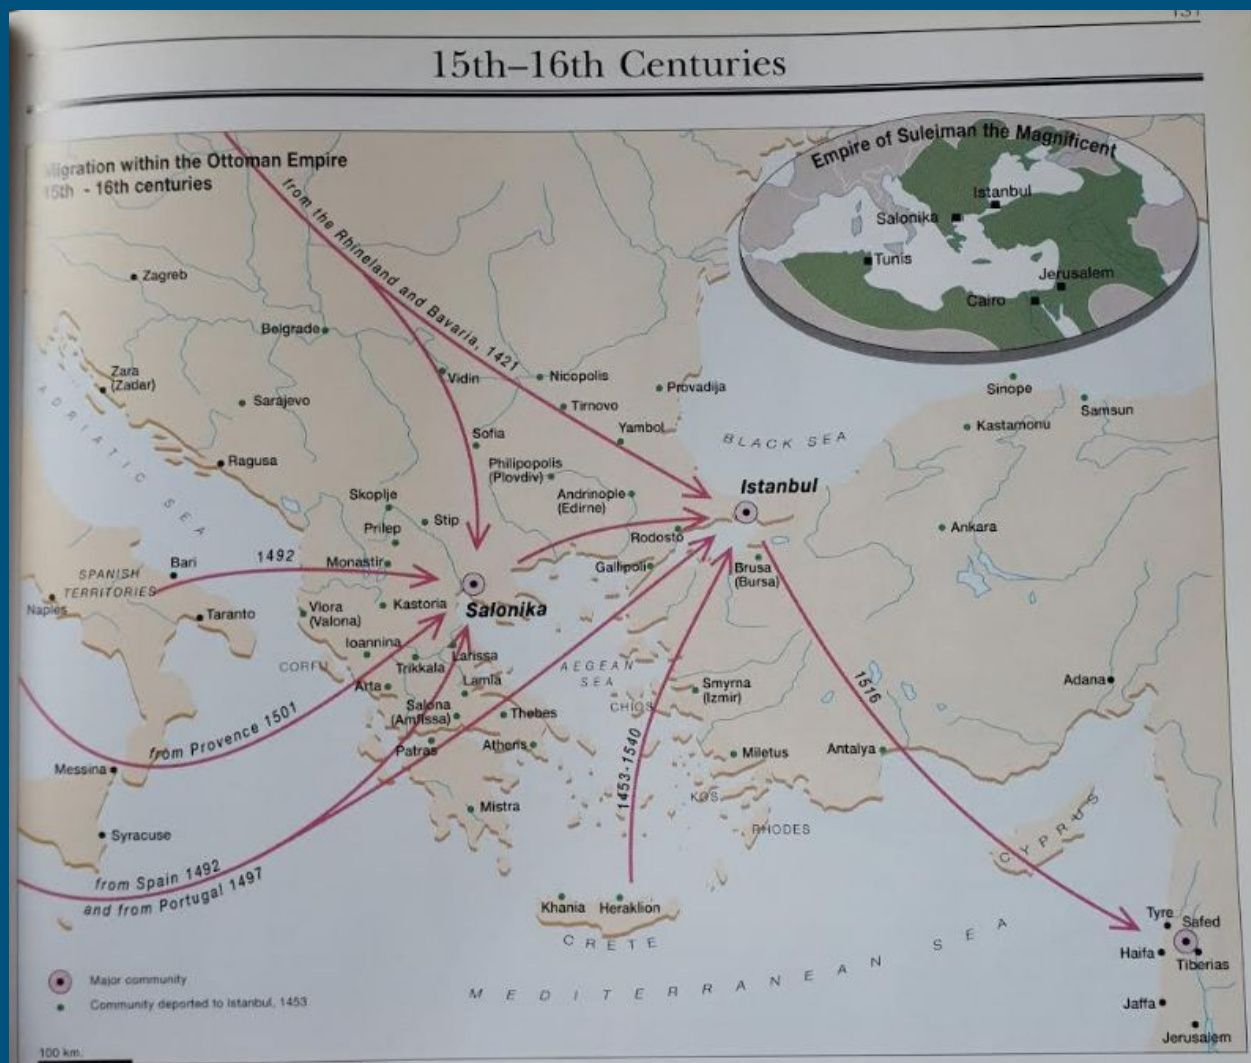 131
15th–16th Centuries
Migration within the Ottoman Empire
15th - 16th centuries
Empire of Suleiman the Magnificent
Istanbul
Salonika
Tunis
Jerusalem
Cairo
from the Rhineland and Bavaria, 1421
Zagreb
Belgrade
Zara
(Zadar)
Sarajevo
Vidin
Nicopolis
Provadija
Tirnovo
Sinope
Samsun
Kastamonu
ADRIATIC SEA
Ragusa
Sofia
Yambol
BLACK SEA
Philipopolis
(Plovdiv)
Andrinople
(Edirne)
Istanbul
Skoplje
Stip
Prilep
Monastir
Rodosto
Ankara
Bari
1492
SPANISH
TERRITORIES
Naples
Taranto
Gallipoli
Brusa
(Bursa)
Vlora
(Valona)
Kastoria
Salonika
Ioannina
CORFU
Trikkala
Larissa
AEGEAN
SEA
Arta
Lamia
Salona
(Amfissa)
Thebes
CHIOS
Smyrna
(Izmir)
1516
Adana
from Provence 1501
Patras
Athens
Miletus
Antalya
Messina
1453-1540
KOS
Mistra
RHODES
CYPRUS
Syracuse
from Spain 1492
and from Portugal 1497
Khania
Heraklion
CRETE
MEDITERRANEAN SEA
Tyre
Safed
Haifa
Tiberias
Jaffa
Jerusalem
Major community
Community deported to Istanbul, 1453
100 km.